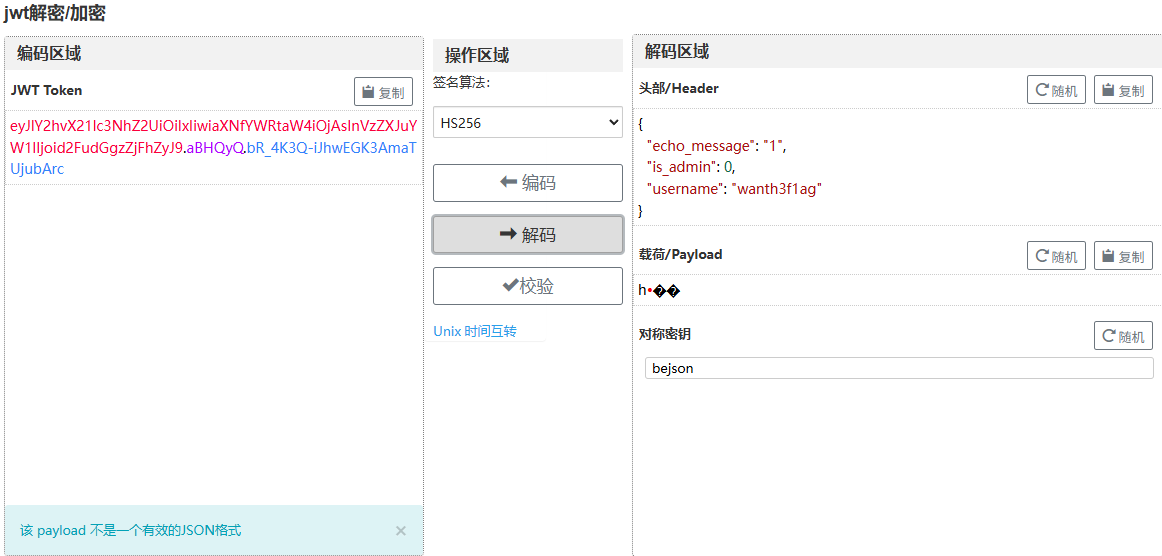 jwt解密/加密
编码区域
JWT Token
复制
eyJlY2hvX21lc3NhZ2UiOiIxIiwiaXNfYWRtaW4iOjAsInVzZXJuY
W1lIjoid2FudGgzZjFhZyJ9.aBHQyQ.bR_4K3Q-iJhwEGK3AmaT
UjubArc
该 payload 不是一个有效的JSON格式
×
操作区域
签名算法:
HS256
编码
解码
校验
Unix 时间互转
解码区域
头部/Header
随机
复制
{
"echo_message": "1",
"is_admin": 0,
"username": "wanth3f1ag"
}
载荷/Payload
随机
复制
h•��
对称密钥
随机
bejson